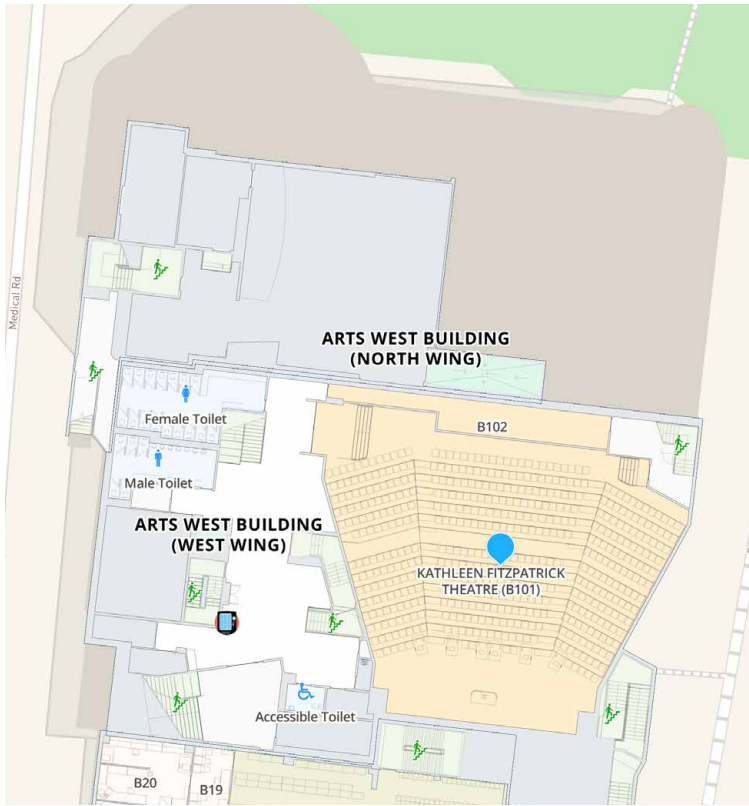 Medical Rd
ARTS WEST BUILDING
(NORTH WING)
Female Toilet
B102
Male Toilet
ARTS WEST BUILDING
(WEST WING)
KATHLEEN FITZPATRICK
THEATRE (B101)
Accessible Toilet
B20
B19